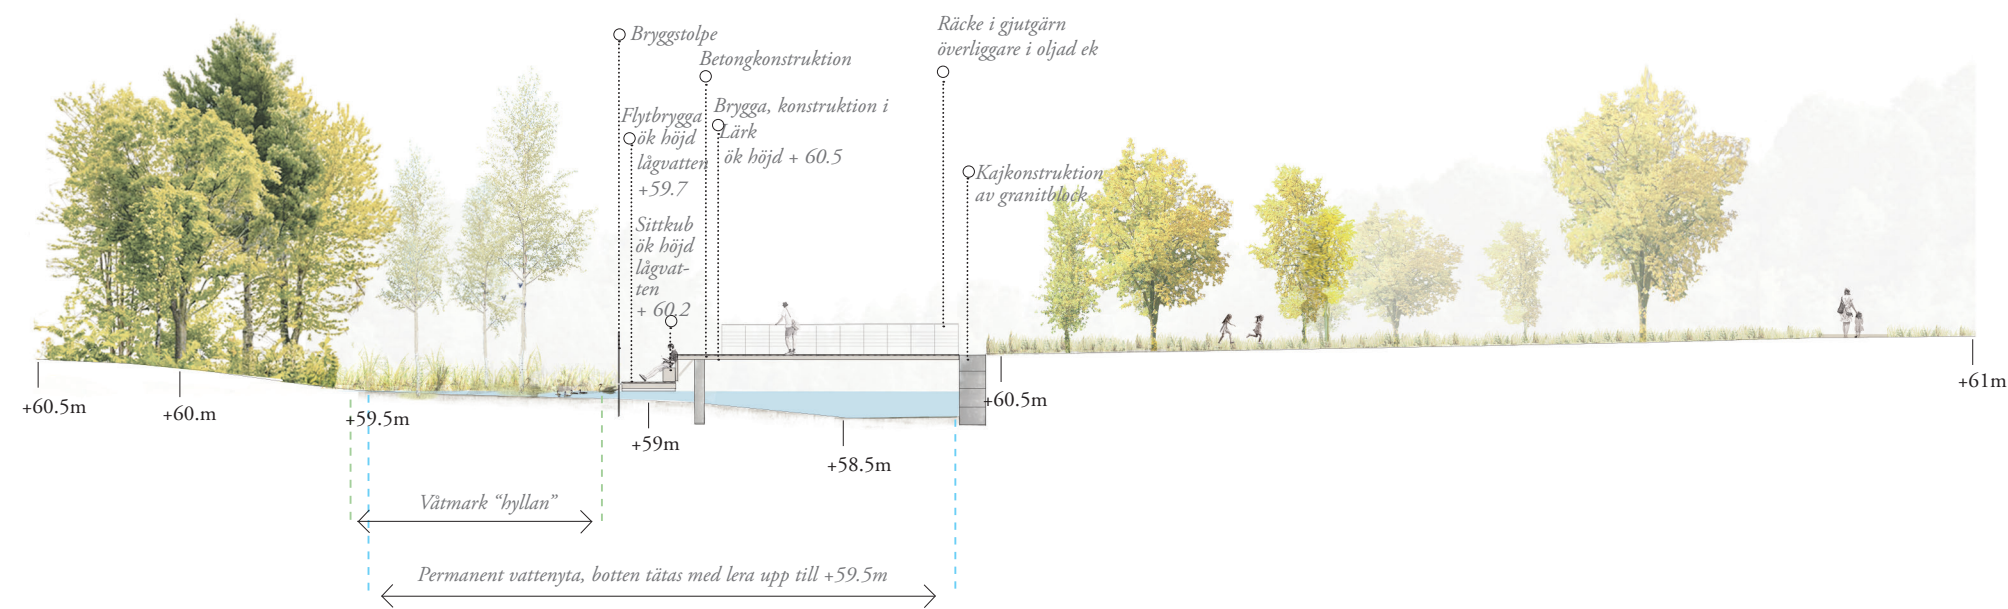 Bryggstolpe
Betongkonstruktion
Räcke i gjutgärn
överliggare i oljad ek
Flytbrygga
ök höjd
lågvatten
+59.7
Brygga, konstruktion i
Lärk
ök höjd + 60.5
Sittkub
ök höjd
lågvat-
ten
+ 60.2
Kajkonstruktion
av granitblock
+60.5m
+60.m
+59.5m
+59m
+58.5m
+60.5m
+61m
Våtmark “hyllan”
Permanent vattenyta, botten tätas med lera upp till +59.5m